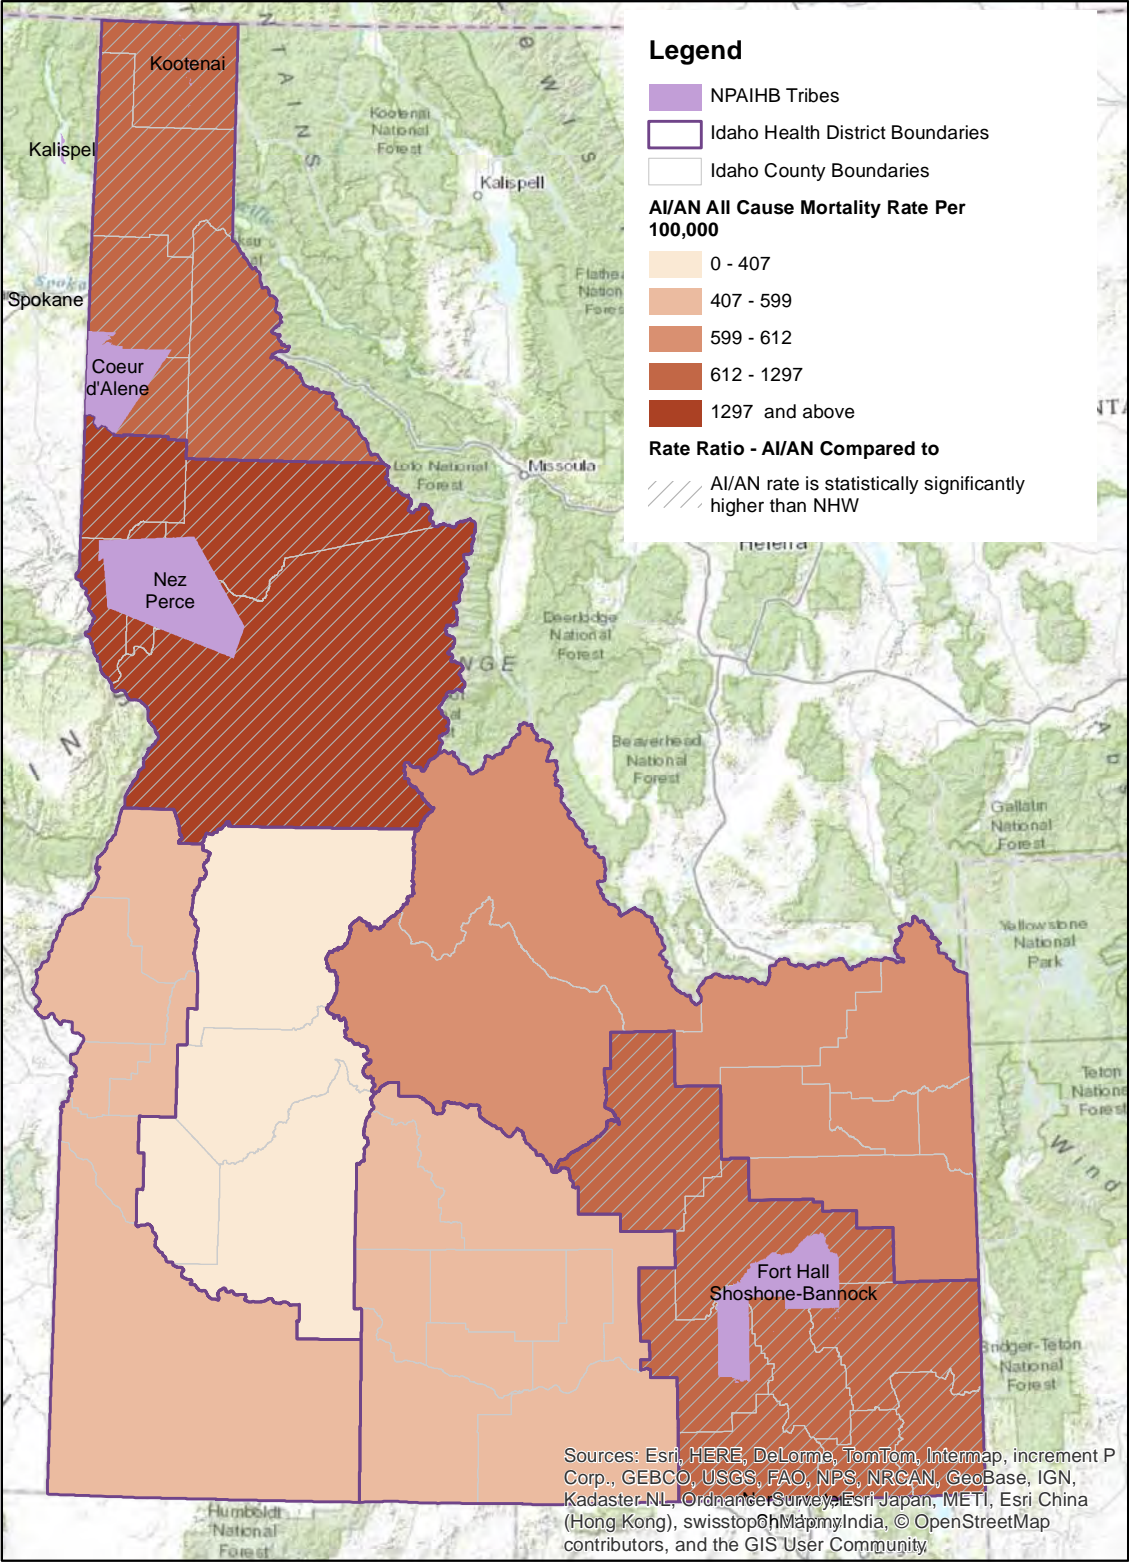 Legend
NPAIHB Tribes
Idaho Health District Boundaries
Idaho County Boundaries
AI/AN All Cause Mortality Rate Per
100,000
0 - 407
407 - 599
599 - 612
612 - 1297
1297 and above
Rate Ratio - AI/AN Compared to
AI/AN rate is statistically significantly
higher than NHW
Kootenai
Kootenai
National
Forest
Kalispel
Kalispell
Spokane
Coeur
d'Alene
Lolo National
Forest
Missoula
Nez
Perce
Deerlodge
National
Forest
Beaverhead
National
Forest
Gallatin
National
Forest
Yellowstone
National
Park
Teton
Wind
Fort Hall
Shoshone-Bannock
Bridger-Teton
National
Forest
Humboldt
National
Forest
Sources: Esri, HERE, DeLorme, TomTom, Intermap, increment P
Corp., GEBCO, USGS, FAO, NPS, NRCAN, GeoBase, IGN,
Kadaster NL, Ordnance Survey, Esri Japan, METI, Esri China
(Hong Kong), swisstopo, MapmyIndia, © OpenStreetMap
contributors, and the GIS User Community